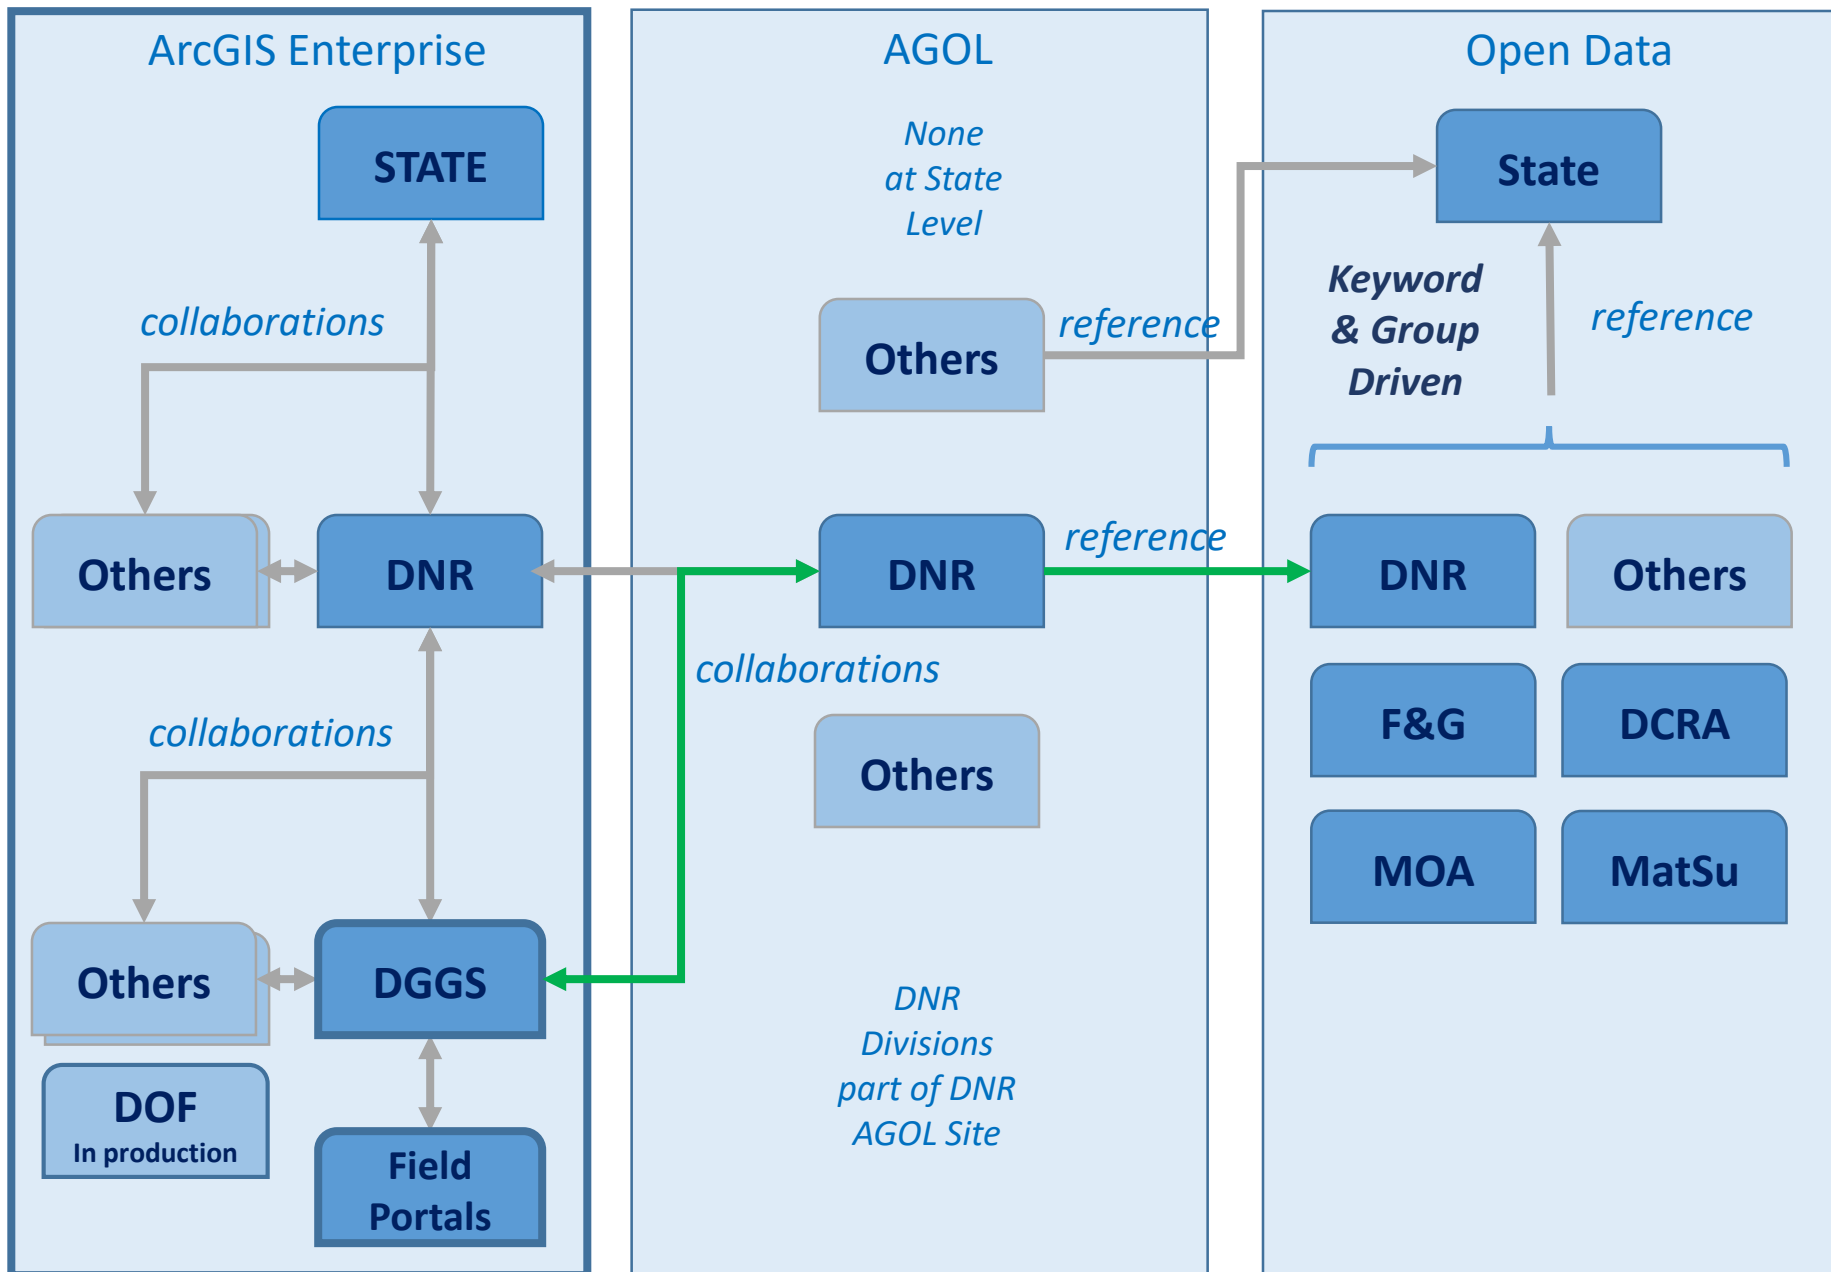 ArcGIS Enterprise
STATE
collaborations
Others
DNR
collaborations
Others
DGGS
DOF
In production
Field
Portals
AGOL
None
at State
Level
Others
reference
DNR
reference
collaborations
Others
DNR
Divisions
part of DNR
AGOL Site
Open Data
State
Keyword
& Group
Driven
reference
DNR
Others
F&G
DCRA
MOA
MatSu